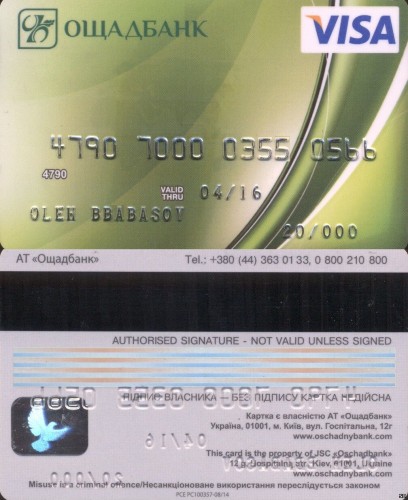 ОЩАДБАНК
VISA
4790 7000 0355 0566
4790
VALID THRU 04/16
OLEH
20/000
АТ «Ощадбанк» Tel.: +380 (44) 363 01 33, 0 800 210 800
AUTHORISED SIGNATURE - NOT VALID UNLESS SIGNED
ПІДПИС ВЛАСНИКА — БЕЗ ПІДПИСУ КАРТКА НЕДІЙСНА
Картка є власністю АТ «Ощадбанк»
Україна, 01001, м. Київ, вул. Госпітальна, 12г
www.oschadnybank.com
This card is the property of JSC «Oschadbank»
12 g, Hospitalna str., Kiev, 01001, Ukraine
www.oschadnybank.com
Misuse is a criminal offence/Несанкціоноване використання переслідується законом
PCE PC100357-08/14